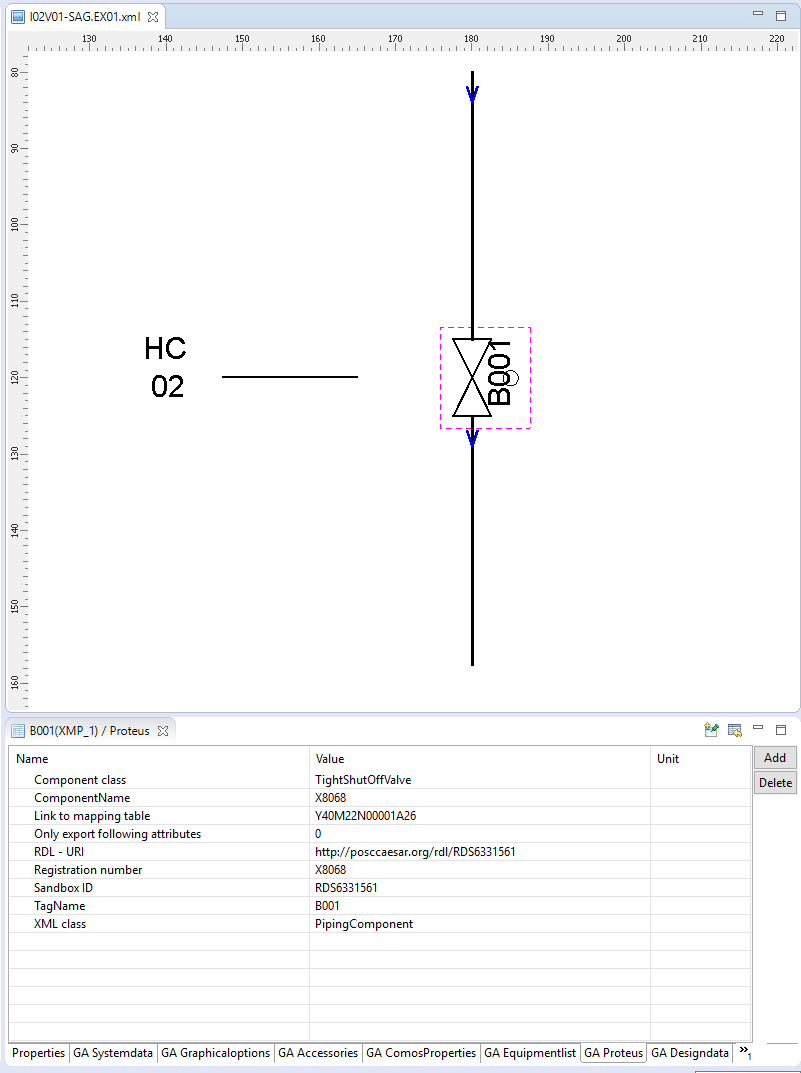 I02V01-SAG.EX01.xml
130 140 150 160 170 180 190 200 210 220
80
90
100
110
120
130
140
150
160
HC
02
B001
B001(XMP_1) / Proteus
Name Value Unit
Add
Delete
Component class TightShutOffValve
ComponentName X8068
Link to mapping table Y40M22N00001A26
Only export following attributes 0
RDL - URI http://posccaesar.org/rdl/RDS6331561
Registration number X8068
Sandbox ID RDS6331561
TagName B001
XML class PipingComponent
Properties GA Systemdata GA Graphicaloptions GA Accessories GA ComosProperties GA Equipmentlist GA Proteus GA Designdata »1